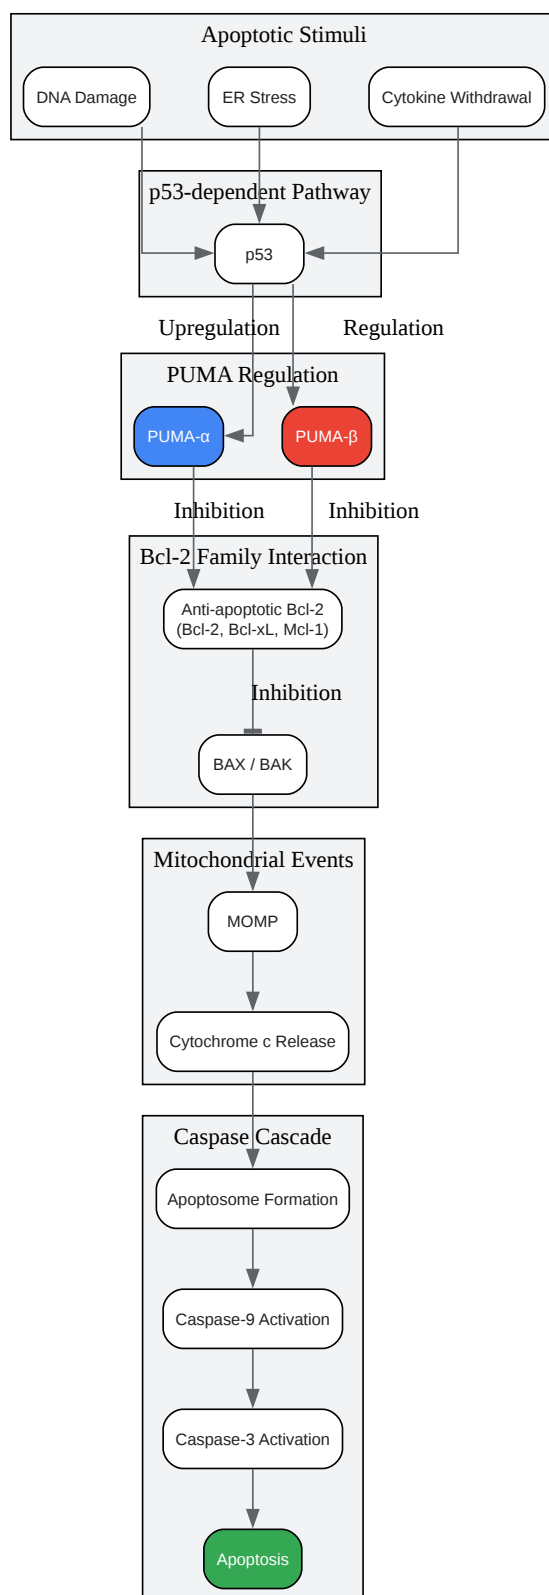 Apoptotic Stimuli
DNA Damage
ER Stress
Cytokine Withdrawal
p53-dependent Pathway
p53
Upregulation
Regulation
PUMA Regulation
PUMA-α
PUMA-β
Inhibition
Inhibition
Bcl-2 Family Interaction
Anti-apoptotic Bcl-2
(Bcl-2, Bcl-xL, Mcl-1)
Inhibition
BAX / BAK
Mitochondrial Events
MOMP
Cytochrome c Release
Caspase Cascade
Apoptosome Formation
Caspase-9 Activation
Caspase-3 Activation
Apoptosis